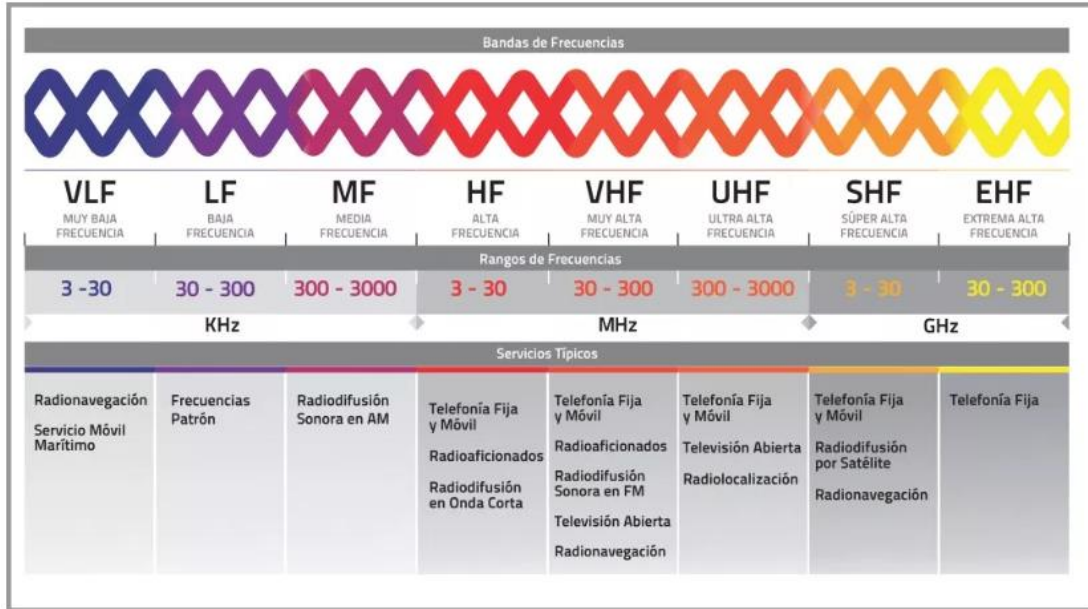 Bandas de Frecuencias
VLF
MUY BAJA
FRECUENCIA
LF
BAJA
FRECUENCIA
MF
MEDIA
FRECUENCIA
HF
ALTA
FRECUENCIA
VHF
MUY ALTA
FRECUENCIA
UHF
ULTRA ALTA
FRECUENCIA
SHF
SÚPER ALTA
FRECUENCIA
EHF
EXTREMA ALTA
FRECUENCIA
Rangos de Frecuencias
3 -30
30 - 300
300 - 3000
3 - 30
30 - 300
300 - 3000
3 - 30
30 - 300
KHz
MHz
GHz
Servicios Típicos
Radionavegación
Servicio Móvil
Marítimo
Frecuencias
Patrón
Radiodifusión
Sonora en AM
Telefonía Fija
y Móvil
Radioaficionados
Radiodifusión
en Onda Corta
Telefonía Fija
y Móvil
Radioaficionados
Radiodifusión
Sonora en FM
Televisión Abierta
Radionavegación
Telefonía Fija
y Móvil
Televisión Abierta
Radiolocalización
Telefonía Fija
y Móvil
Radiodifusión
por Satélite
Radionavegación
Telefonía Fija